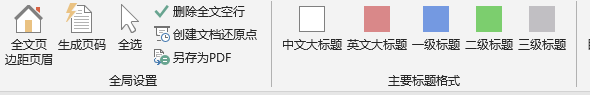 全文页
边距页眉
生成页码
全选
删除全文空行
创建文档还原点
另存为PDF
全局设置
中文大标题
英文大标题
一级标题
二级标题
三级标题
主要标题格式